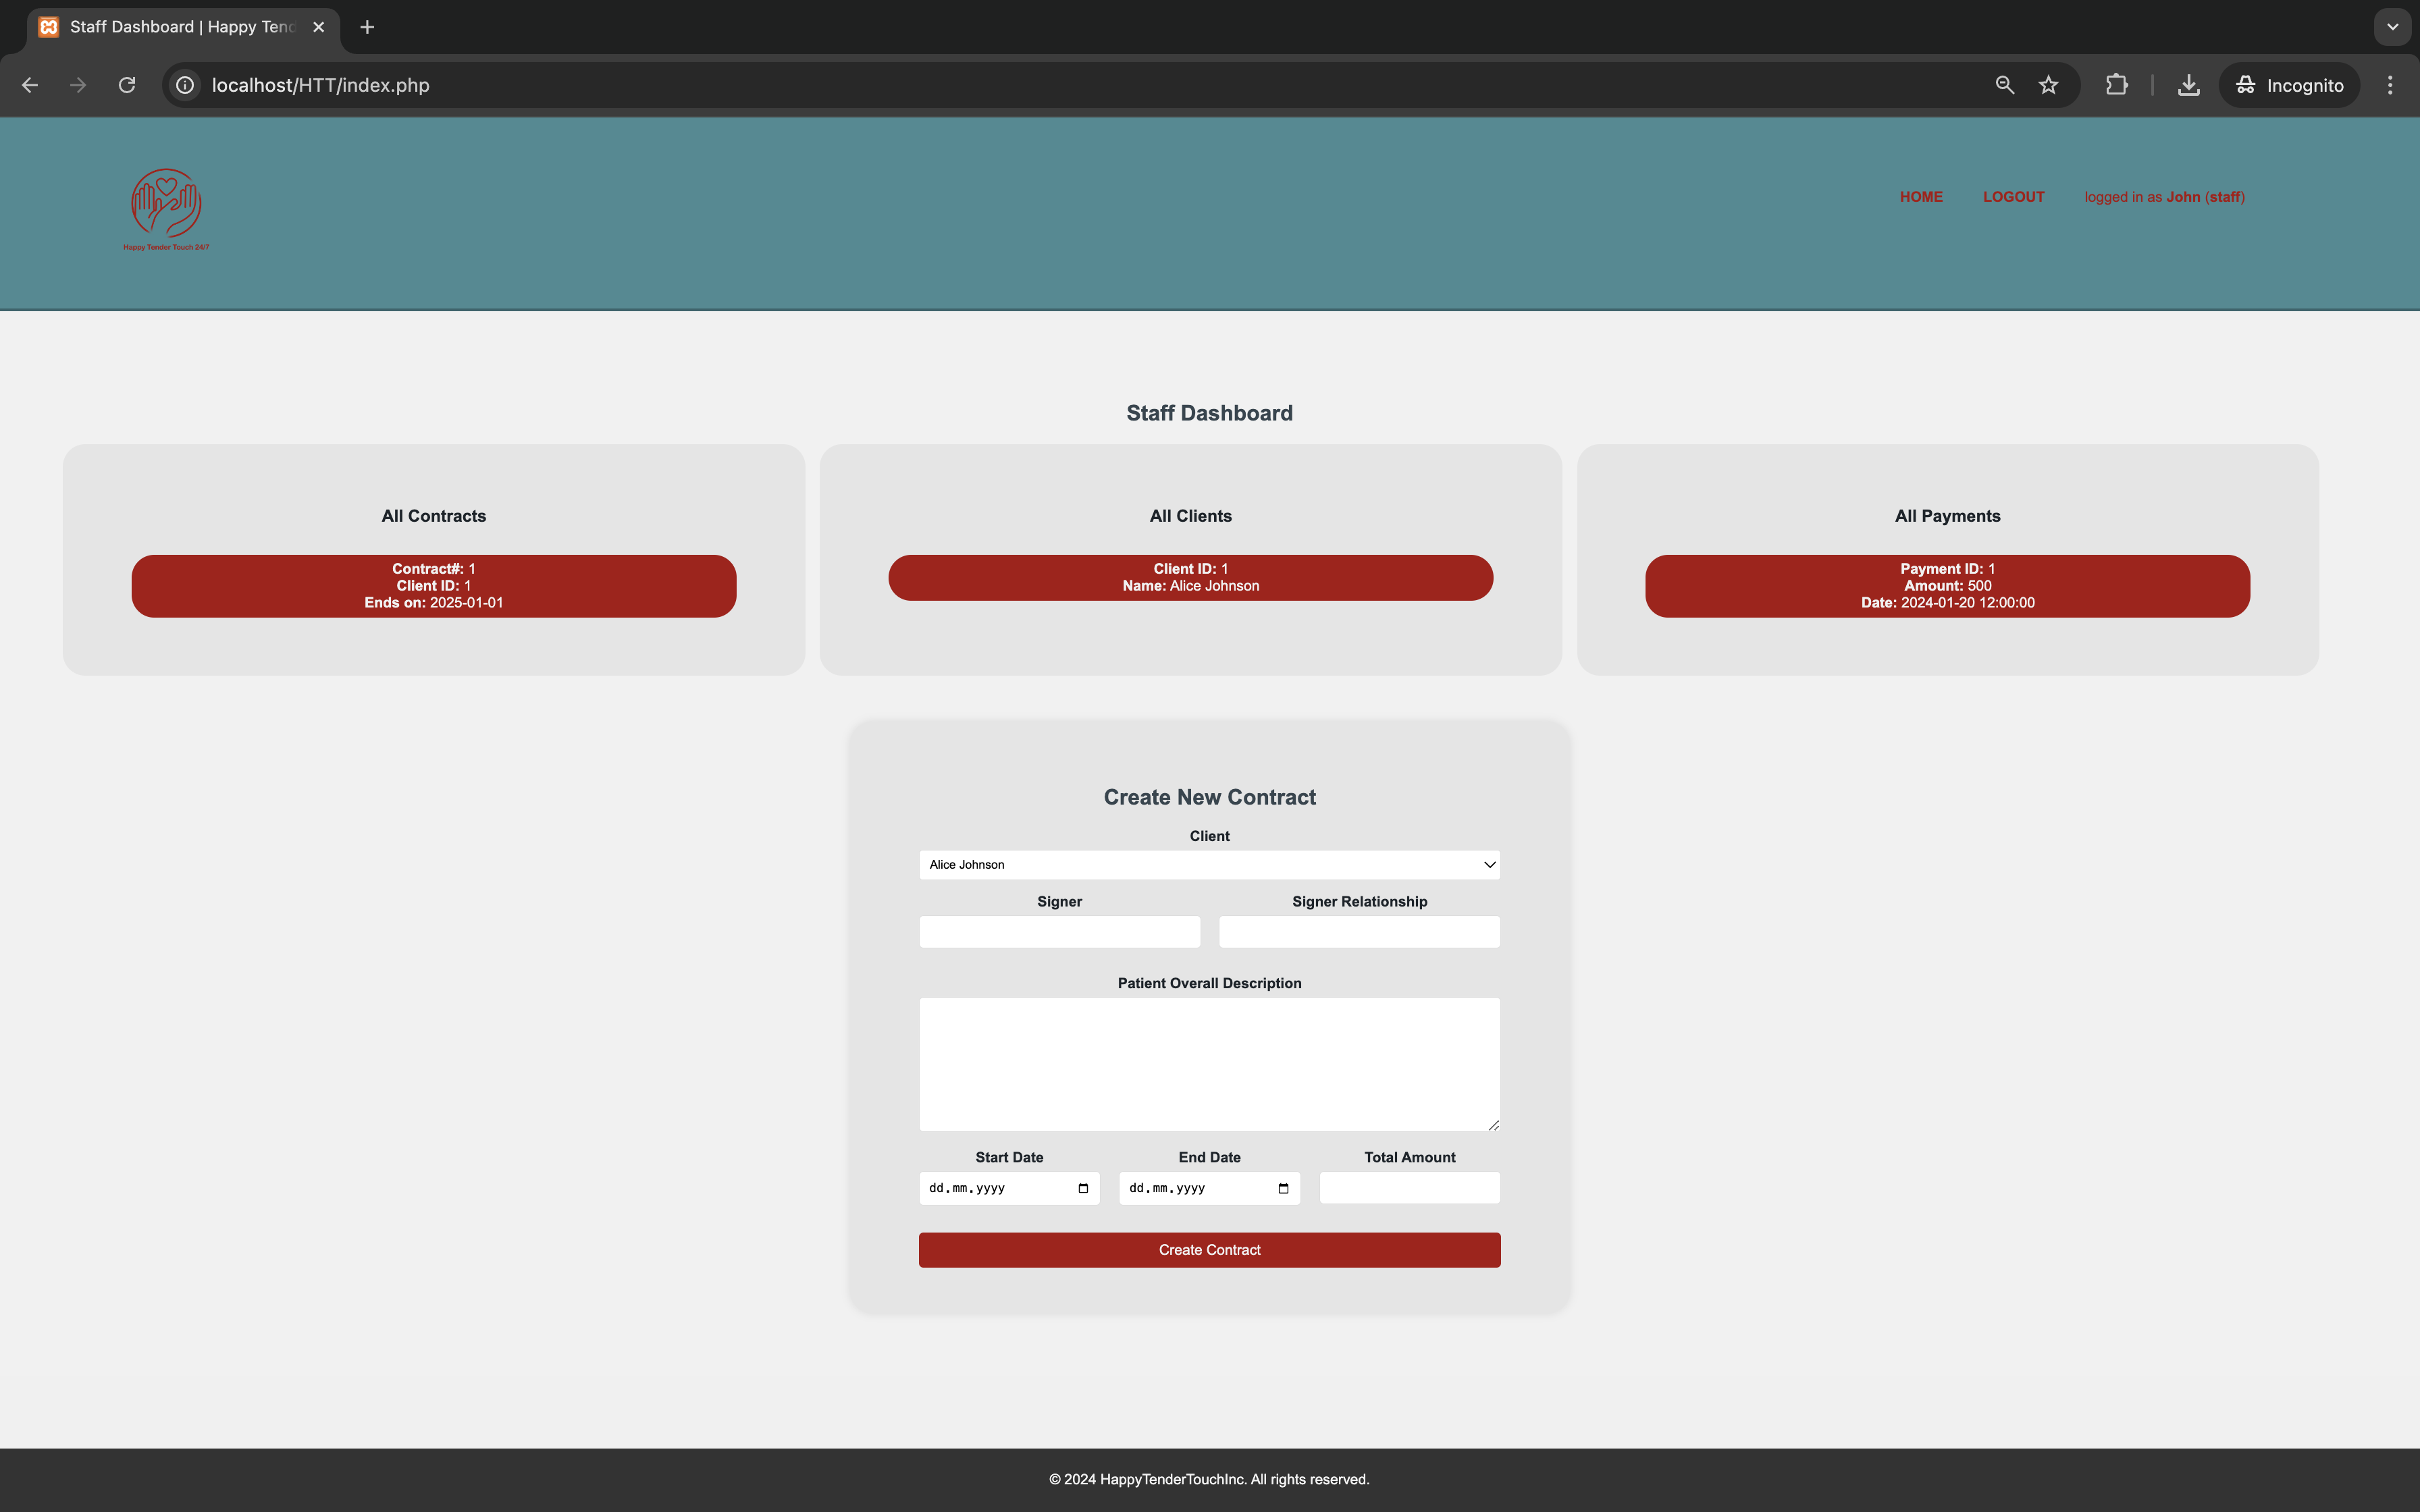 Staff Dashboard | Happy Tend
localhost/HTT/index.php
Incognito
Happy Tender Touch 24/7
HOME LOGOUT logged in as John (staff)
Staff Dashboard
All Contracts
Contract#: 1
Client ID: 1
Ends on: 2025-01-01
All Clients
Client ID: 1
Name: Alice Johnson
All Payments
Payment ID: 1
Amount: 500
Date: 2024-01-20 12:00:00
Create New Contract
Client
Alice Johnson
Signer Signer Relationship
Patient Overall Description
Start Date End Date Total Amount
dd.mm.yyyy dd.mm.yyyy
Create Contract
© 2024 HappyTenderTouchInc. All rights reserved.